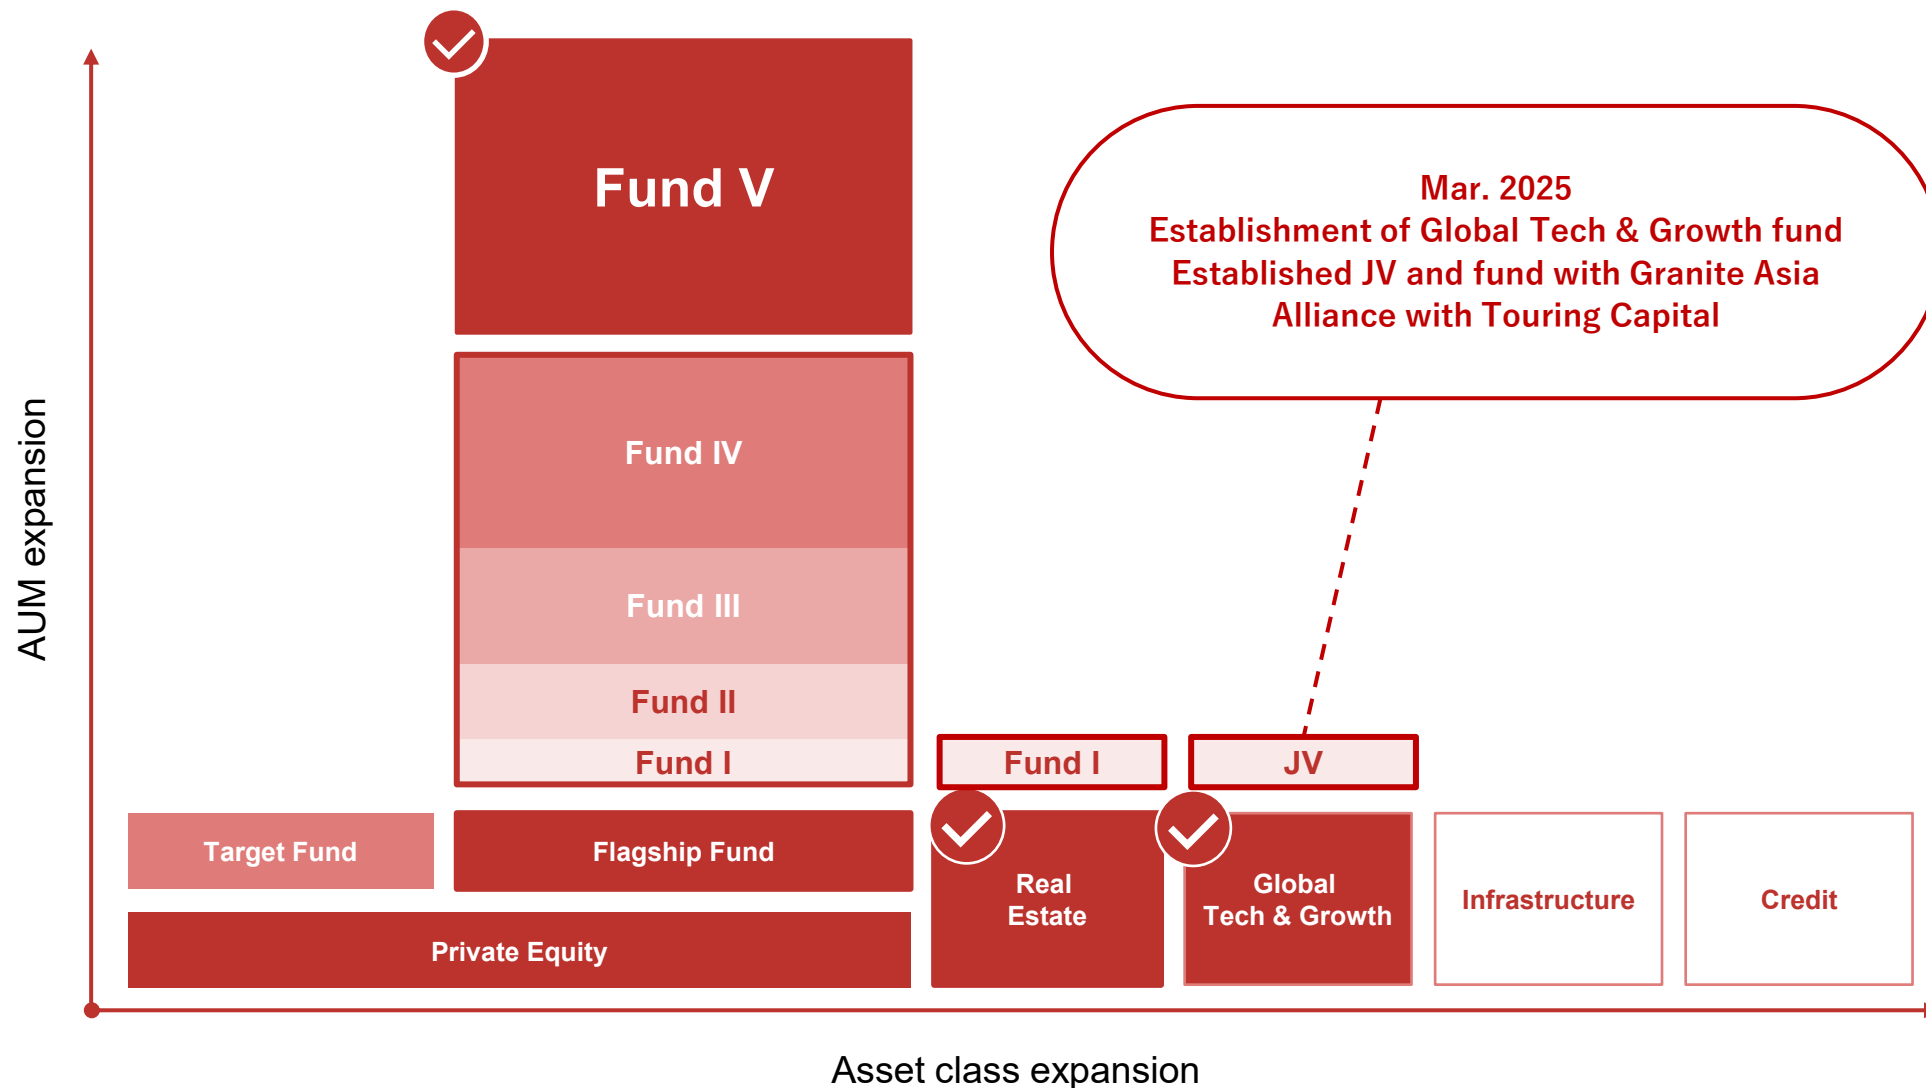 Fund V
Mar. 2025
Establishment of Global Tech & Growth fund
Established JV and fund with Granite Asia
Alliance with Touring Capital
AUM expansion
Fund IV
Fund III
Fund II
Fund I
Fund I
JV
Target Fund
Flagship Fund
Private Equity
Real
Estate
Global
Tech & Growth
Infrastructure
Credit
Asset class expansion